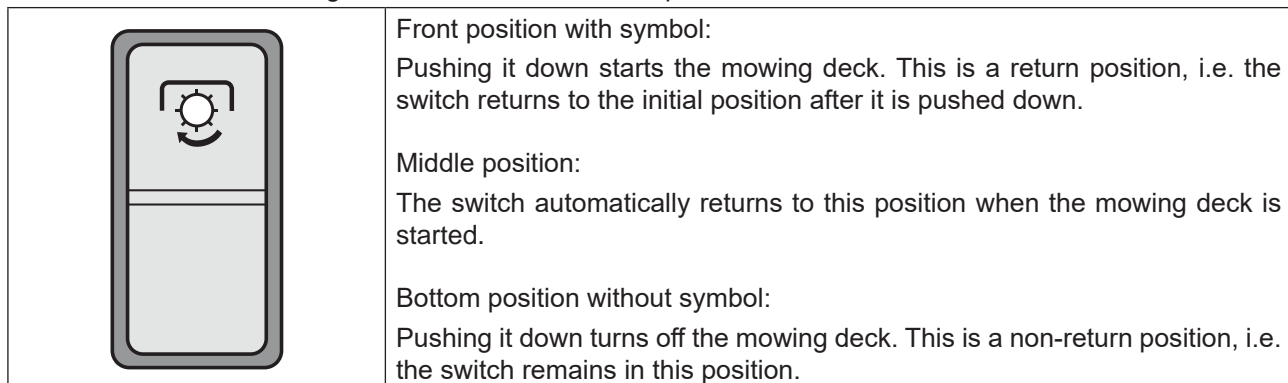 Front position with symbol:
Pushing it down starts the mowing deck. This is a return position, i.e. the
switch returns to the initial position after it is pushed down.
Middle position:
The switch automatically returns to this position when the mowing deck is
started.
Bottom position without symbol:
Pushing it down turns off the mowing deck. This is a non-return position, i.e.
the switch remains in this position.